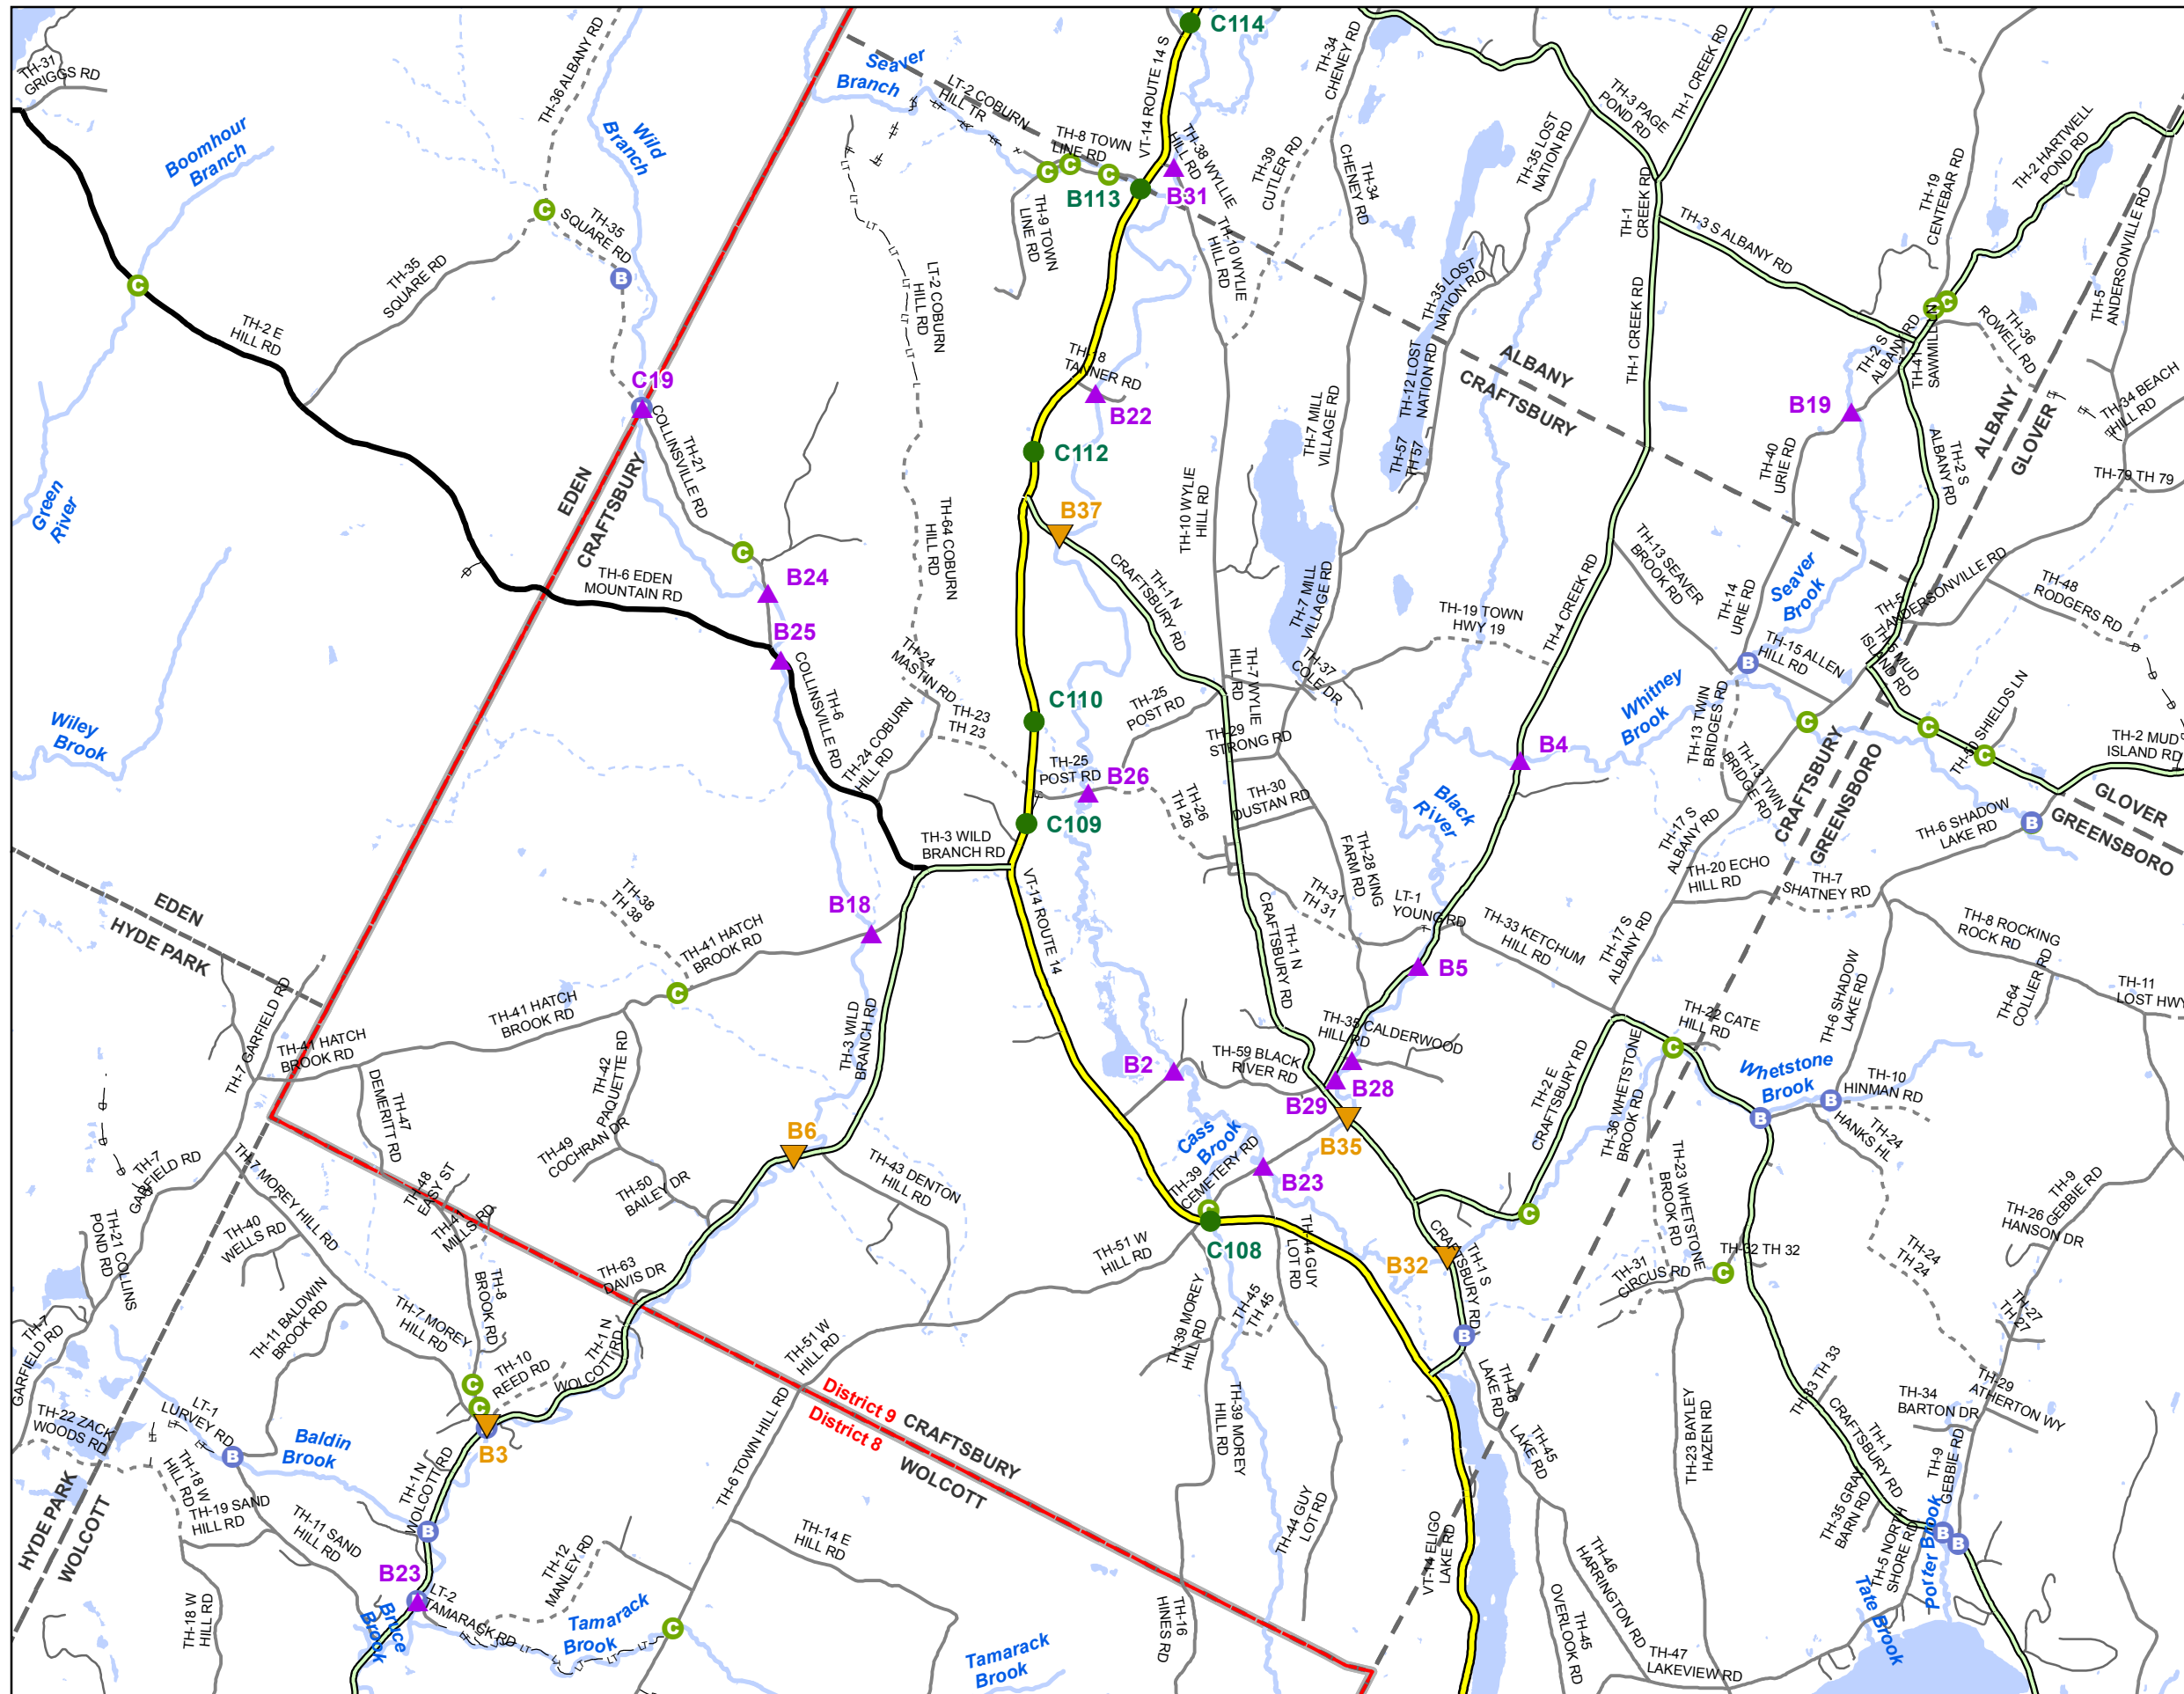 TH-31
GRIGGS RD
TH-36 ALBANY RD
Boomhour
Branch
Wild
Branch
Seaver
Branch
LT-2 COBURN
HILL TR
TH-8 TOWN
LINE RD
VT-14 ROUTE 14 S
C114
TH-34
CHENEY RD
TH-38 WYLLIE
HILL RD
TH-39
CUTLER RD
TH-34
CHENEY RD
TH-35 LOST
NATION RD
TH-3 PAGE
POND RD
TH-1 CREEK RD
TH-19
CENTEBAR RD
TH-2 HARTWELL
POND RD
TH-5
ANDERSONVILLE RD
B113
B31
TH-35
SQUARE RD
TH-35
SQUARE RD
TH-9 TOWN
LINE RD
TH-10 WYLIE
HILL RD
TH-1
CREEK RD
TH-3 S ALBANY RD
TH-2 E
HILL RD
LT-2 COBURN
HILL RD
TH-18
TANNER RD
B22
TH-35 LOST
NATION RD
TH-12 LOST
NATION RD
TH-57
TH 57
TH-1 CREEK RD
ALBANY
CRAFTSBURY
TH-2 S
ALBANY RD
TH-41
SAWMILL LN
TH-36
ROWELL RD
TH-34 BEACH
HILL RD
C19
B19
ALBANY
GLOVER
TH-79 TH 79
Green
River
EDEN
CRAFTSBURY
TH-21
COLLINSVILLE RD
C112
B37
TH-7 MILL
VILLAGE RD
TH-10 WYLIE
HILL RD
TH-40
URIE RD
TH-2 S
ALBANY RD
TH-64 COBURN
HILL RD
TH-6 EDEN
MOUNTAIN RD
B24
B25
TH-1 N
CRAFTSBURY RD
TH-7 MILL
VILLAGE RD
TH-19 TOWN
HWY 19
TH-4 CREEK RD
TH-13 SEAVER
BROOK RD
TH-14
URIE RD
Seaver
Brook
TH-5
ANDERSONVILLE RD
TH-48
RODGERS RD
TH-15 ALLEN
HILL RD
TH-5 MUD
ISLAND RD
TH-24
MASTIN RD
TH-6
COLLINSVILLE RD
TH-23
TH 23
TH-24 COBURN
HILL RD
C110
TH-25
POST RD
TH-7 WYLIE
HILL RD
TH-37
COLE DR
TH-29
STRONG RD
Whitney
Brook
TH-13 TWIN
BRIDGES RD
TH-13 TWIN
BRIDGE RD
TH-50 SHIELDS LN
TH-2 MUD
ISLAND RD
Wiley
Brook
TH-25
POST RD
B26
C109
TH-26
TH 26
TH-30
DUSTAN RD
B4
Black
River
CRAFTSBURY
GREENSBORO
GLOVER
GREENSBORO
TH-3 WILD
BRANCH RD
TH-17 S
ALBANY RD
TH-20 ECHO
HILL RD
TH-7
SHATNEY RD
TH-6 SHADOW
LAKE RD
EDEN
HYDE PARK
TH-38
TH 38
B18
VT-14 ROUTE 14
TH-31
TH 31
TH-28 KING
FARM RD
LT-1
YOUNG RD
TH-33 KETCHUM
HILL RD
TH-17 S
ALBANY RD
TH-8 ROCKING
ROCK RD
TH-41 HATCH
BROOK RD
TH-1 N
CRAFTSBURY RD
B5
TH-64
COLLIER RD
TH-11
LOST HWY
TH-41 HATCH
BROOK RD
TH-41 HATCH
BROOK RD
TH-7 GARFIELD RD
TH-3 WILD
BRANCH RD
TH-35 CALDERWOOD
HILL RD
TH-22 CATE
HILL RD
TH-6 SHADOW
LAKE RD
TH-47
DEMERITT RD
TH-42
PAQUETTE RD
B2
TH-59 BLACK
RIVER RD
B28
B29
TH-2 E
CRAFTSBURY RD
TH-36 WHETSTONE
BROOK RD
Whetstone
Brook
TH-10
HINMAN RD
TH-49
COCHRAN DR
B6
Cass
Brook
B35
TH-24
HANKS HL
TH-7
GARFIELD RD
TH-7 MOREY HILL RD
TH-48
EASY ST
TH-50
BAILEY DR
TH-43 DENTON
HILL RD
TH-39
CEMETERY RD
B23
TH-23 WHETSTONE
BROOK RD
TH-9
GEBBIE RD
TH-21 COLLINS
POND RD
TH-40
WELLS RD
MILLS RD
TH-63
DAVIS DR
TH-51 W
HILL RD
C108
TH-44 GUY
LOT RD
B32
TH-1 S
CRAFTSBURY RD
TH-31
CIRCUS RD
TH-32 TH 32
TH-24
TH 24
TH-26
HANSON DR
TH-27
TH 27
TH-7
GARFIELD RD
TH-11 BALDWIN
BROOK RD
TH-7 MOREY
HILL RD
TH-8
BROOK RD
TH-10
REED RD
TH-1 N
WOLCOTT RD
TH-51 W
HILL RD
TH-39 MOREY
HILL RD
TH-45
TH 45
TH-46
LAKE RD
TH-33 TH 33
TH-29
ATHERTON WY
TH-34
BARTON DR
TH-22 ZACK
WOODS RD
LT-1
LURVEY RD
Baldin
Brook
B3
District 9
CRAFTSBURY
District 8
WOLCOTT
TH-6 TOWN HILL RD
TH-39 MOREY
HILL RD
TH-45
LAKE RD
TH-23 BAYLEY
HAZEN RD
TH-1
CRAFTSBURY RD
TH-9
GEBBIE RD
HYDE PARK
WOLCOTT
TH-18 W
HILL RD
TH-19 SAND
HILL RD
TH-11 SAND
HILL RD
TH-1 N
WOLCOTT RD
TH-14 E
HILL RD
TH-44 GUY
LOT RD
VT-14 ELIGO
LAKE RD
TH-46
HARRINGTON RD
TH-35 GRAY
BARN RD
TH-5 NORTH
SHORE RD
Porter Brook
B23
LT-2
TAMARACK RD
TH-12
MANLEY RD
TH-18 W
HILL RD
Bruce
Brook
Tamarack
Brook
Tamarack
Brook
TH-16
HINES RD
TH-45
OVERLOOK RD
TH-47
LAKEVIEW RD
Tate Brook